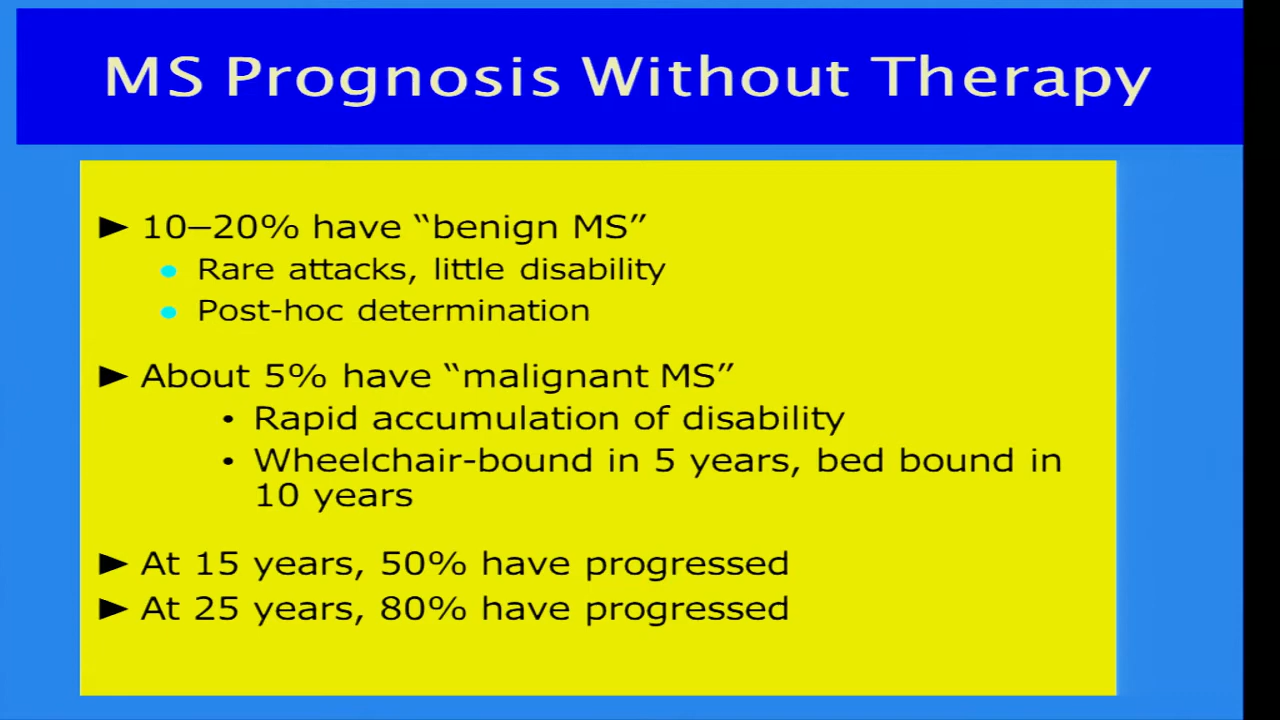 MS Prognosis Without Therapy
► 10–20% have “benign MS”
● Rare attacks, little disability
● Post-hoc determination
► About 5% have “malignant MS”
• Rapid accumulation of disability
• Wheelchair-bound in 5 years, bed bound in
10 years
► At 15 years, 50% have progressed
► At 25 years, 80% have progressed